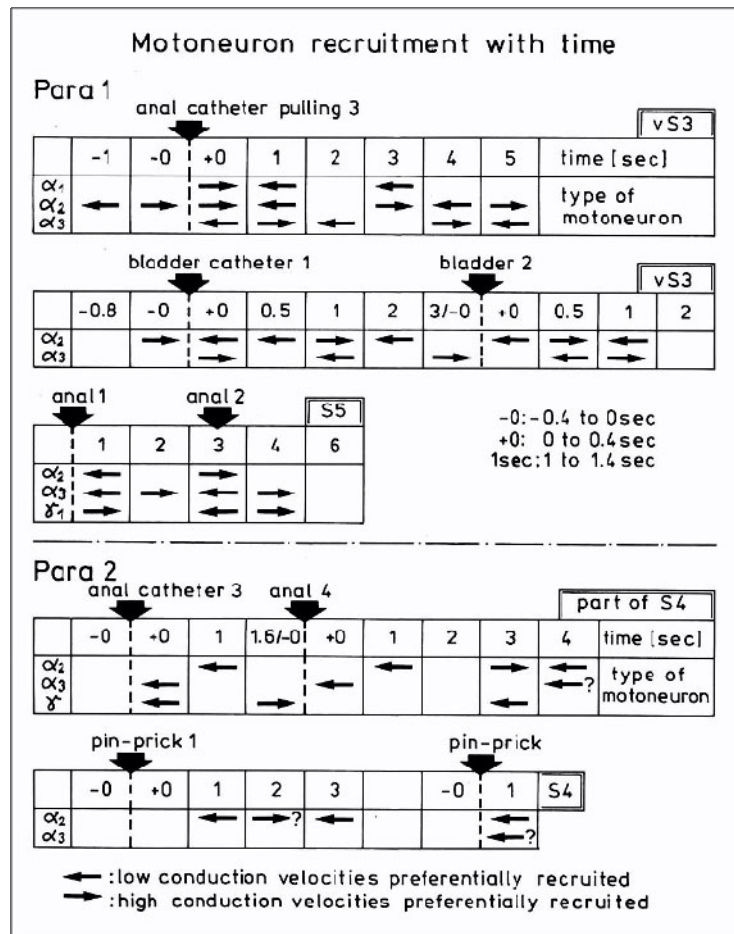 Motoneuron recruitment with time
Para 1
anal catheter pulling 3
vS3
-1 -0 +0 1 2 3 4 5 time [sec]
α₁ → ← ← type of
α₂ ← → → ← → ← → motoneuron
α₃ ← → ← → ←
bladder catheter 1 bladder 2
vS3
-0.8 -0 +0 0.5 1 2 3/-0 +0 0.5 1 2
α₂ → ← ← → ← ← → ←
α₃ → ← → ← →
anal 1 anal 2
S5
1 2 3 4 6
α₂ ← →
α₃ ← → ← →
γ₁ → ← →
-0:-0.4 to 0sec
+0: 0 to 0.4sec
1sec:1 to 1.4sec
Para 2
anal catheter 3 anal 4
part of S4
-0 +0 1 1.6/-0 +0 1 2 3 4 time [sec]
α₂ ← ← → ← type of
α₃ ← ← ←? motoneuron
γ ← → ←
pin-prick 1 pin-prick
-0 +0 1 2 3 -0 1 S4
α₂ ← →? ← ←
α₃ ←?
← :low conduction velocities preferentially recruited
→ :high conduction velocities preferentially recruited